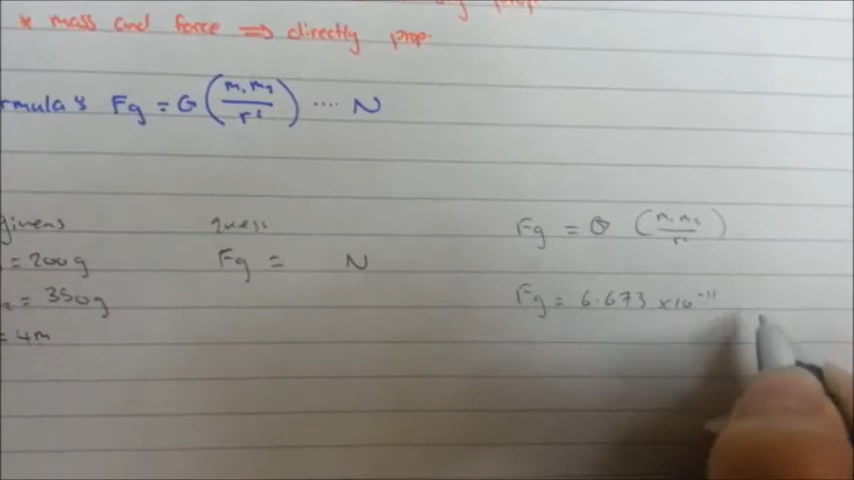 * mass and force ⇒ directly prop.
rmula: Fg = G (m₁m₂/r²) .... N
givens quess Fg = G (m₁m₂/r²)
= 200g Fg = N
= 350g Fg = 6.673 x10⁻¹¹
= 4m